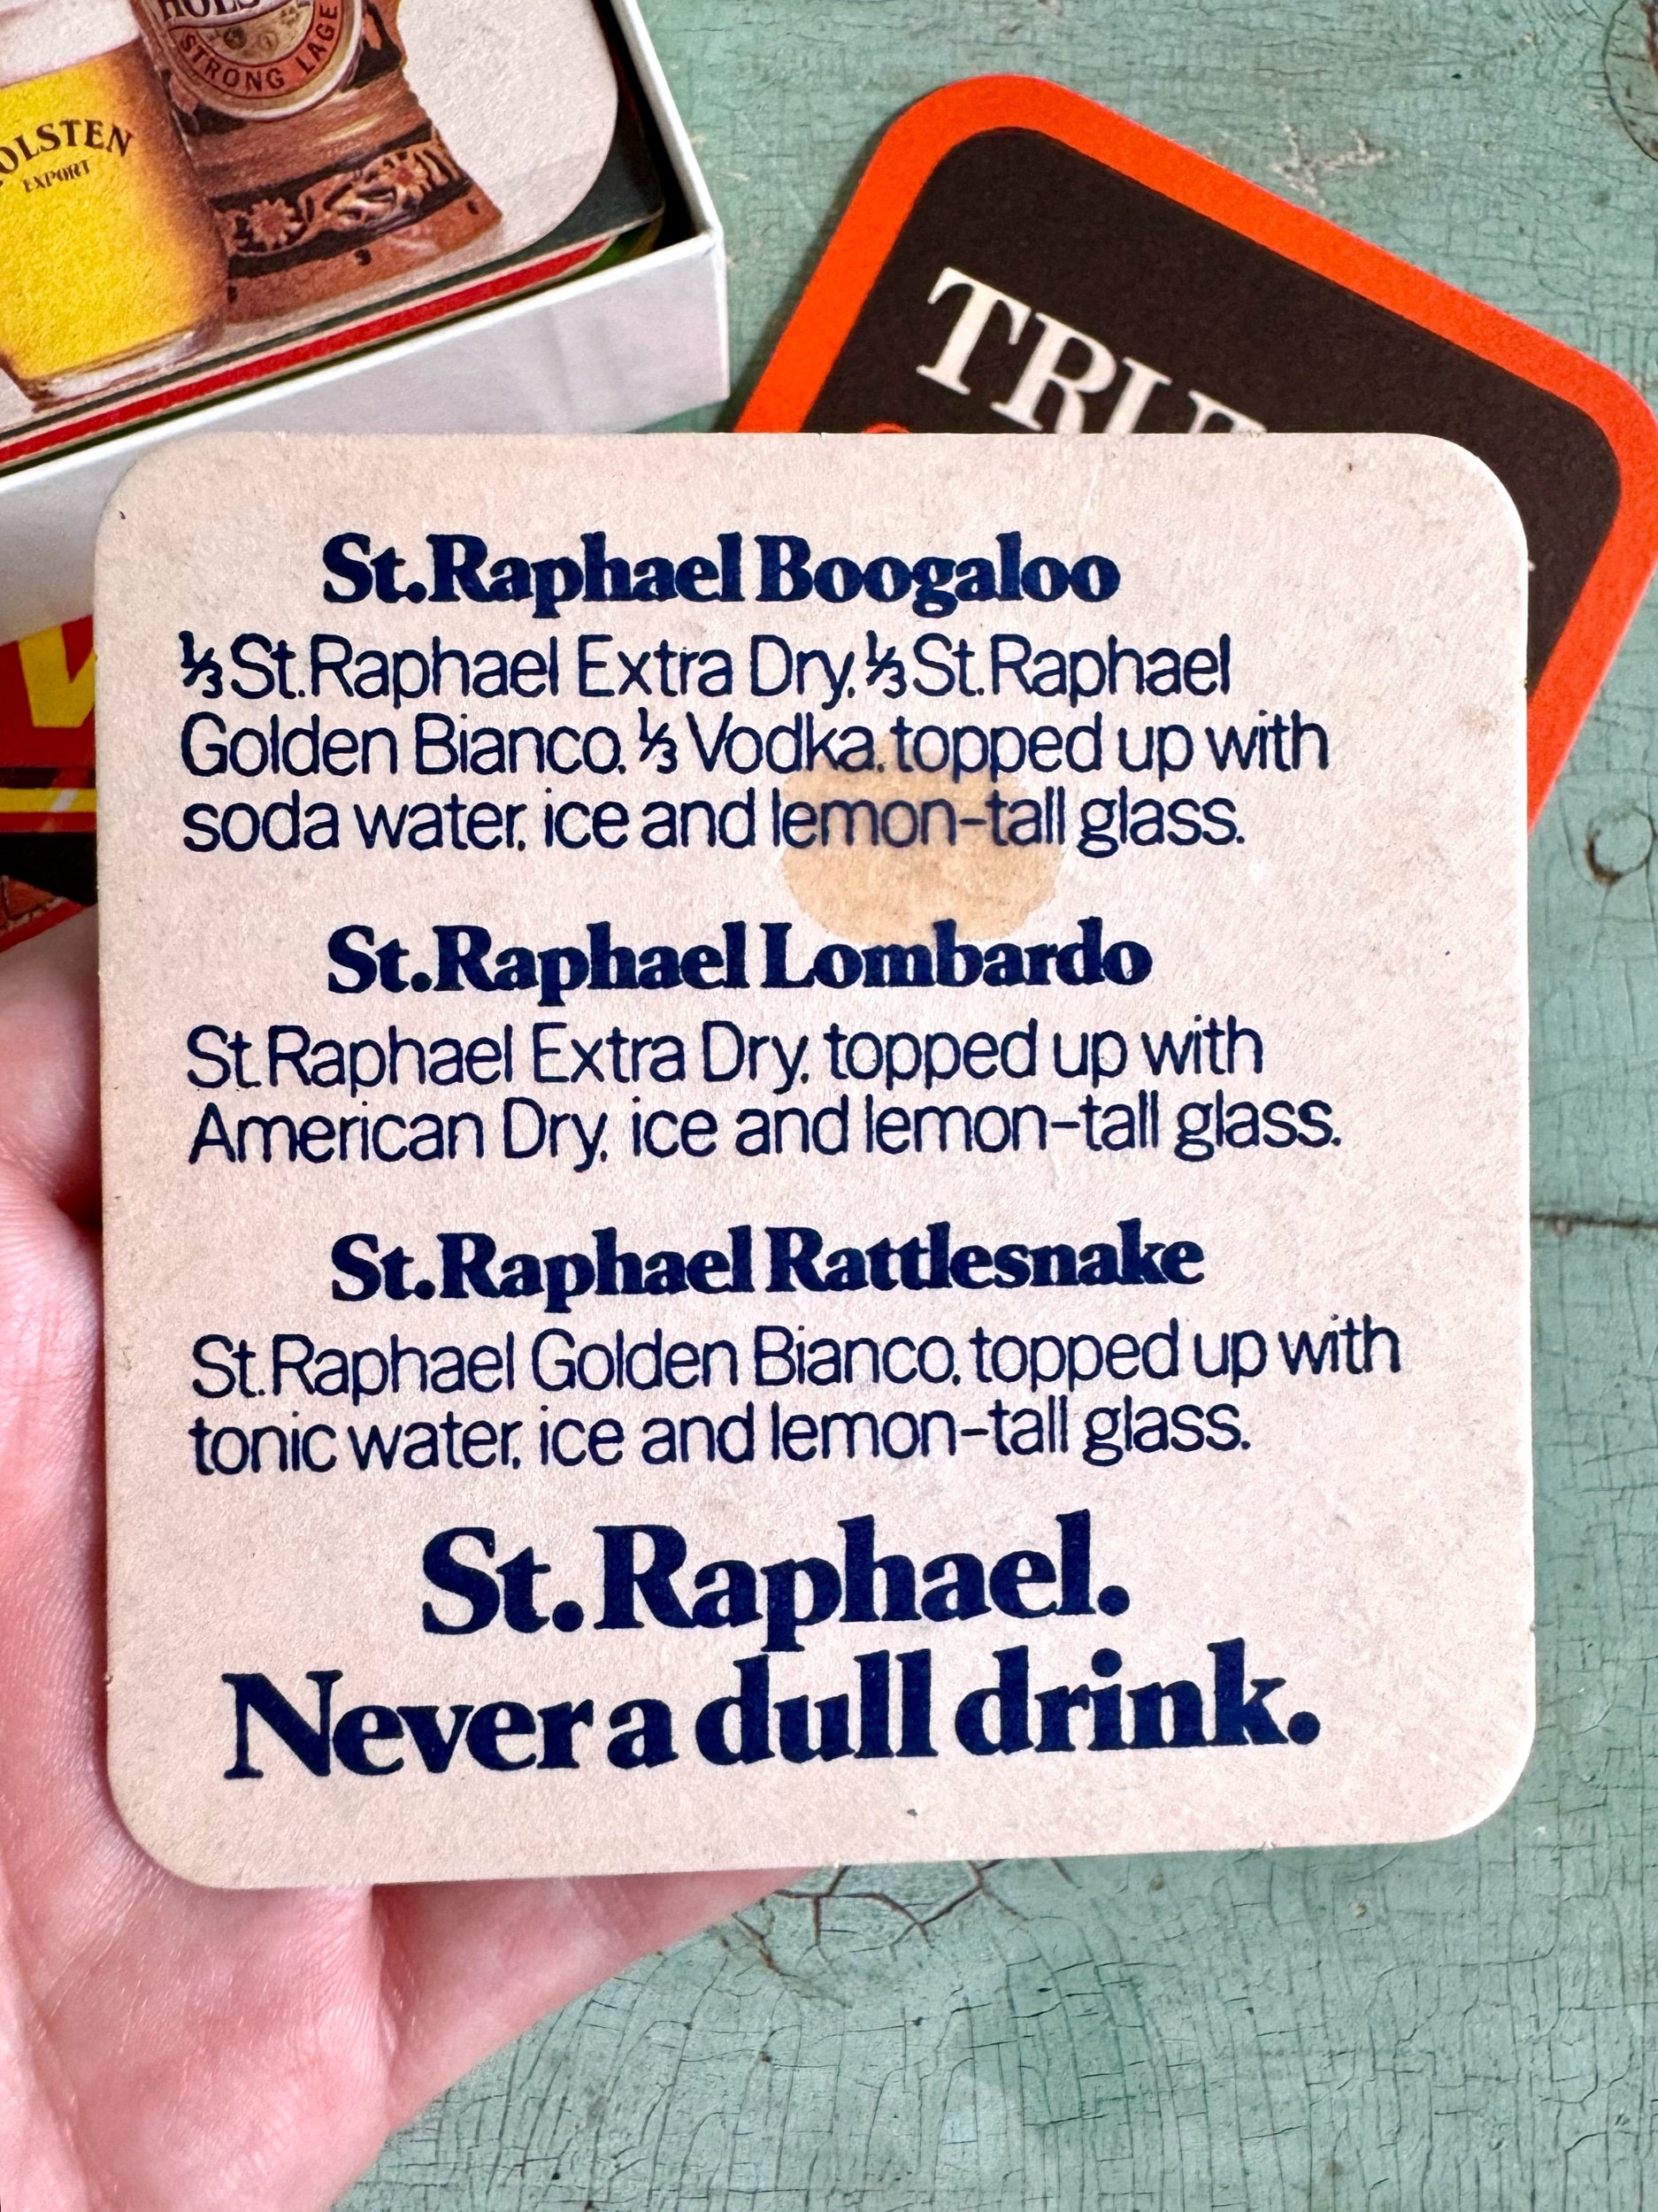 HOLS
STRONG LAGE
OLSTEN
EXPORT
TRU
St.Raphael Boogaloo
⅓ St.Raphael Extra Dry, ⅓ St.Raphael
Golden Bianco, ⅓ Vodka, topped up with
soda water, ice and lemon-tall glass.
St.Raphael Lombardo
St.Raphael Extra Dry, topped up with
American Dry, ice and lemon-tall glass.
St.Raphael Rattlesnake
St.Raphael Golden Bianco, topped up with
tonic water, ice and lemon-tall glass.
St.Raphael.
Never a dull drink.